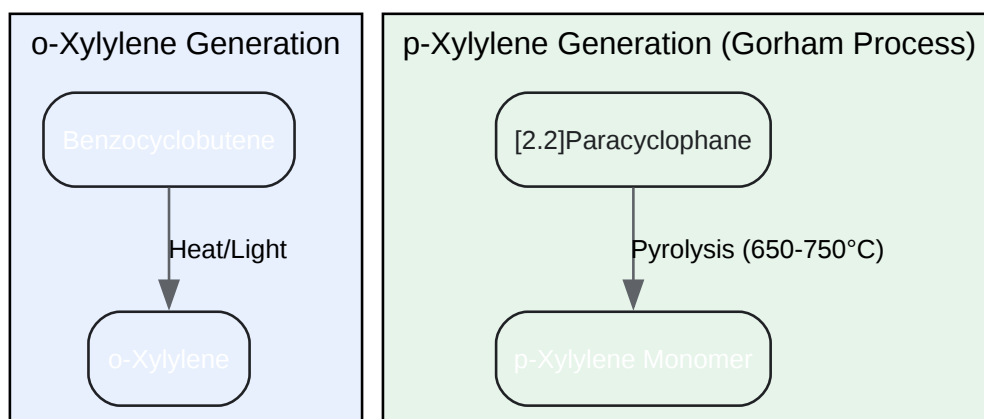 o-Xylylene Generation
Benzocyclobutene
Heat/Light
o-Xylylene
p-Xylylene Generation (Gorham Process)
[2.2]Paracyclophane
Pyrolysis (650-750°C)
p-Xylylene Monomer